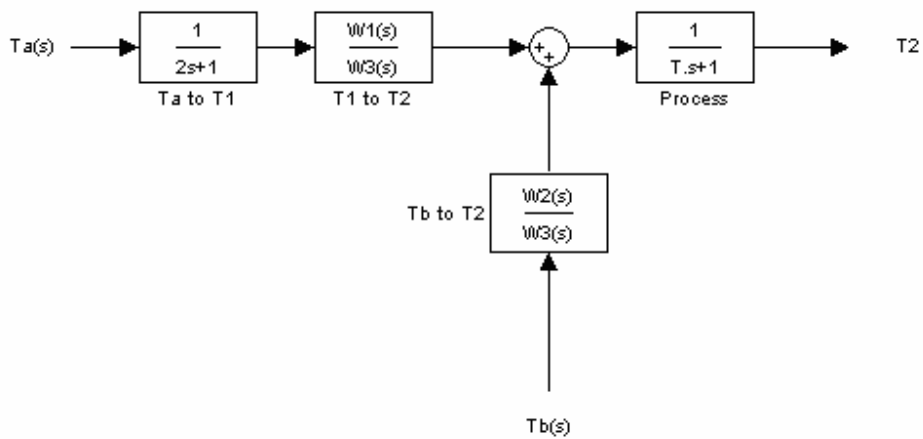 Ta(s)
1
2s+1
Ta to T1
W1(s)
W3(s)
T1 to T2
+
+
1
T.s+1
Process
T2
Tb to T2
W2(s)
W3(s)
Tb(s)